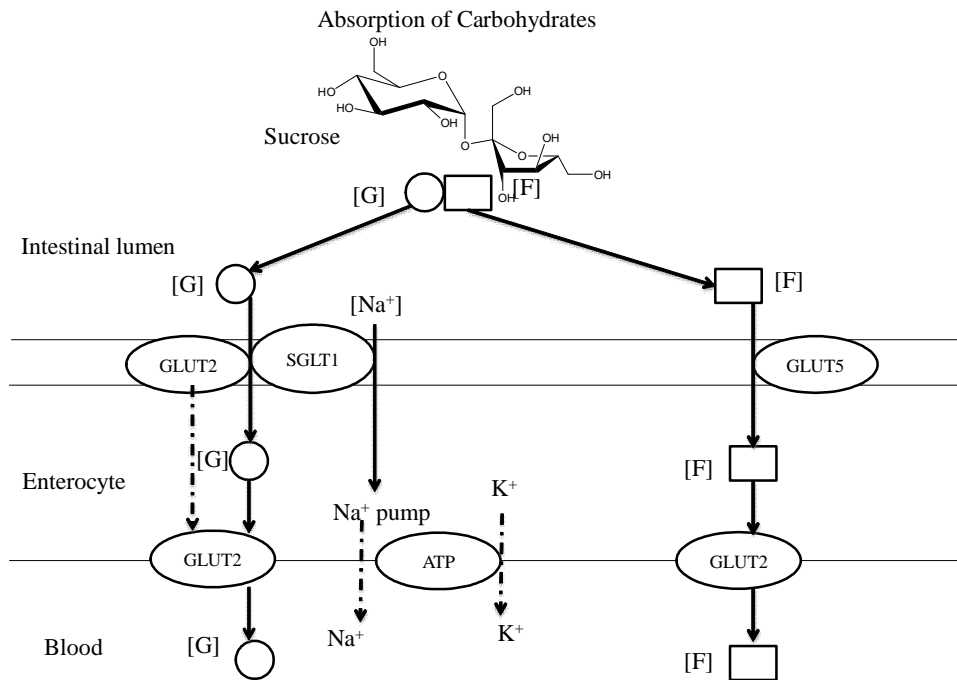 Absorption of Carbohydrates
OH
OH
O
HO
HO
OH
OH
Sucrose
O
O
OH
OH
OH
[G]
[F]
Intestinal lumen
[G]
[Na⁺]
[F]
GLUT2
SGLT1
GLUT5
[G]
[F]
Enterocyte
K⁺
Na⁺ pump
GLUT2
ATP
GLUT2
Na⁺
K⁺
Blood
[G]
[F]